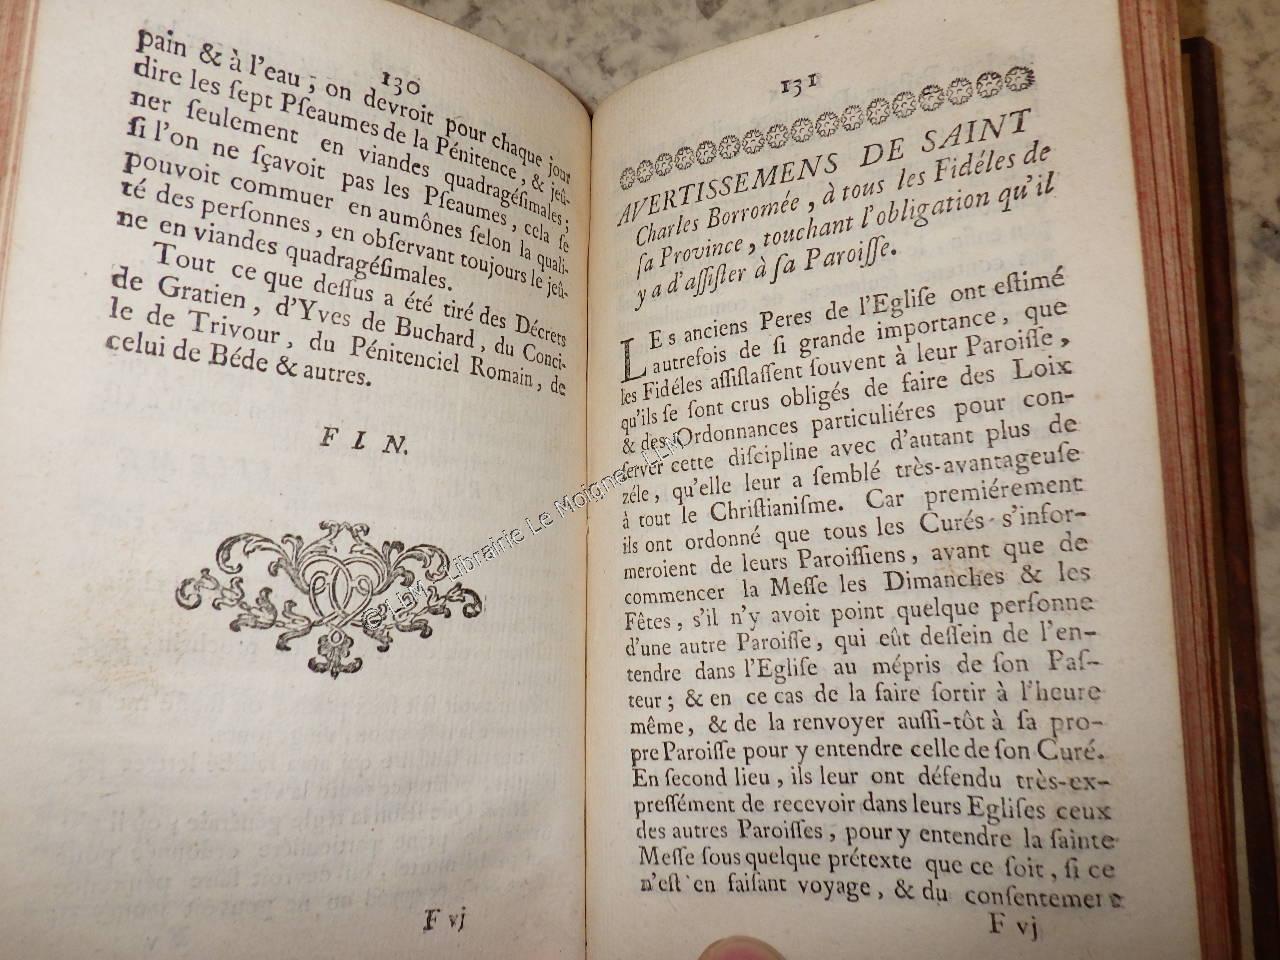 130
pain & à l'eau ; on devroit pour chaque jour
dire les ſept Pſeaumes de la Pénitence, & jeû-
ner ſeulement en viandes quadragéſimales ;
ſi l'on ne ſçavoit pas les Pſeaumes, cela ſe
pouvoit commuer en aumônes ſelon la quali-
té des perſonnes, en obſervant toujours le jeû-
ne en viandes quadragéſimales.
Tout ce que deſſus a été tiré des Décrets
de Gratien, d'Yves de Buchard, du Conci-
le de Trivour, du Pénitenciel Romain, de
celui de Béde & autres.
FIN.
F vj
131
AVERTISSEMENS DE SAINT
Charles Borromée, à tous les Fidéles de
ſa Province, touchant l'obligation qu'il
y a d'aſſiſter à ſa Paroiſſe.
LEs anciens Peres de l'Egliſe ont eſtimé
autrefois de ſi grande importance, que
les Fidéles aſſiſtaſſent ſouvent à leur Paroiſſe,
qu'ils ſe ſont crus obligés de faire des Loix
& des Ordonnances particuliéres pour con-
ſerver cette diſcipline avec d'autant plus de
zéle, qu'elle leur a ſemblé très-avantageuſe
à tout le Chriſtianiſme. Car premiérement
ils ont ordonné que tous les Curés s'infor-
meroient de leurs Paroiſſiens, avant que de
commencer la Meſſe les Dimanches & les
Fêtes, s'il n'y avoit point quelque perſonne
d'une autre Paroiſſe, qui eût deſſein de l'en-
tendre dans l'Egliſe au mépris de ſon Paſ-
teur ; & en ce cas de la faire ſortir à l'heure
même, & de la renvoyer auſſi-tôt à ſa pro-
pre Paroiſſe pour y entendre celle de ſon Curé.
En ſecond lieu, ils leur ont défendu très-ex-
preſſément de recevoir dans leurs Egliſes ceux
des autres Paroiſſes, pour y entendre la ſainte
Meſſe ſous quelque prétexte que ce ſoit, ſi ce
n'eſt en faiſant voyage, & du conſentement
F vj
© LLM - Librairie Le Moigne - LLM